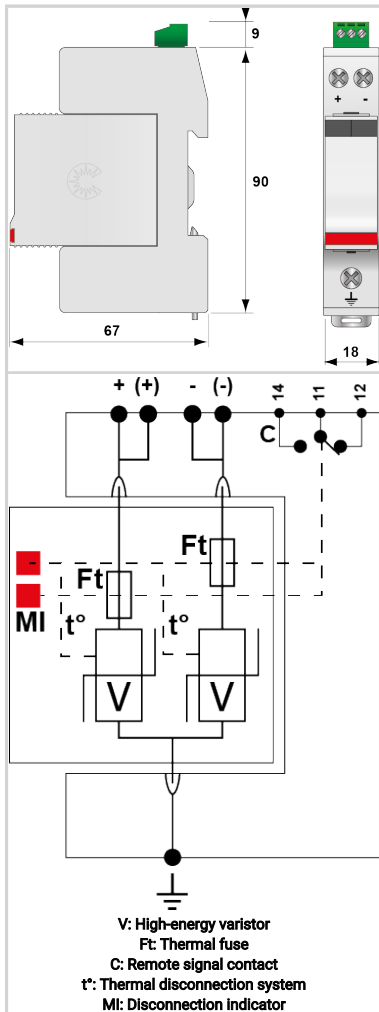 9
+ -
90
67
18
+ (+) - (-) 14 11 12
C
Ft
Ft
-
MI
t° t°
V V
V: High-energy varistor
Ft: Thermal fuse
C: Remote signal contact
t°: Thermal disconnection system
MI: Disconnection indicator